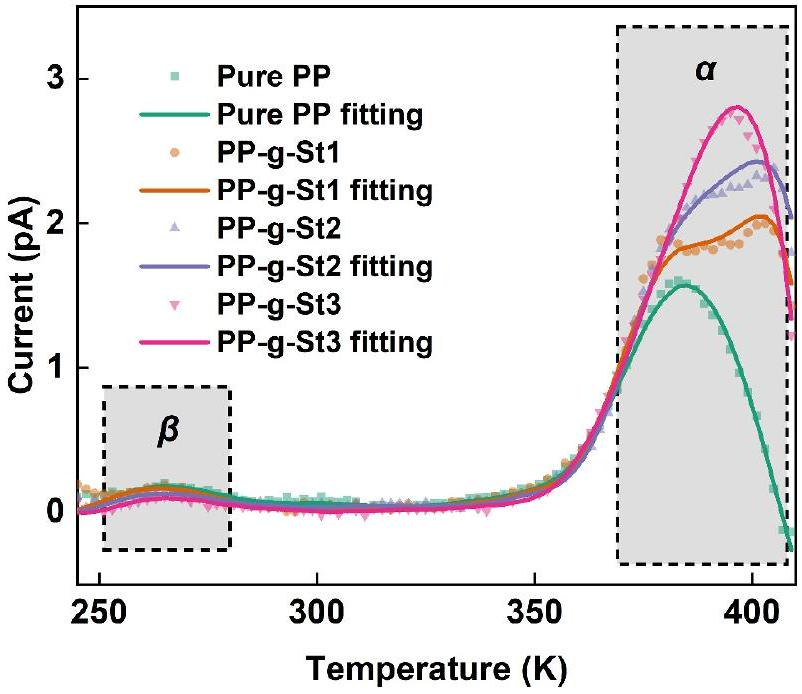 α
3
Pure PP
Pure PP fitting
PP-g-St1
PP-g-St1 fitting
2
PP-g-St2
PP-g-St2 fitting
PP-g-St3
PP-g-St3 fitting
Current (pA)
1
β
0
250 300 350 400
Temperature (K)